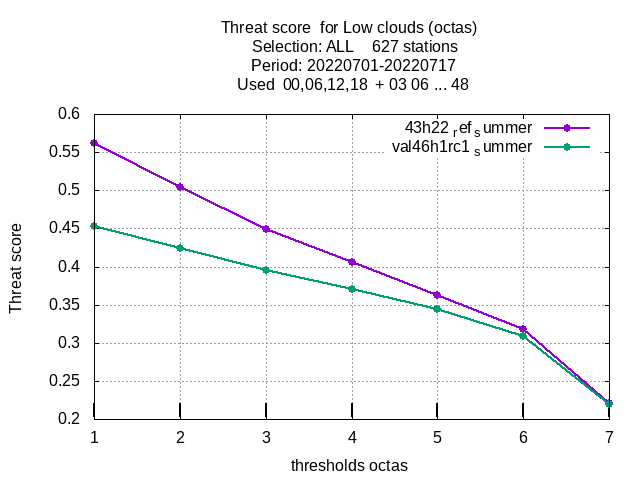 Threat score  for Low clouds (octas)
Selection: ALL    627 stations
Period: 20220701-20220717
Used  00,06,12,18  + 03 06 ... 48
43h22 ref summer
val46h1rc1 summer
0.6
0.55
0.5
0.45
0.4
0.35
0.3
0.25
0.2
Threat score
1 2 3 4 5 6 7
thresholds octas